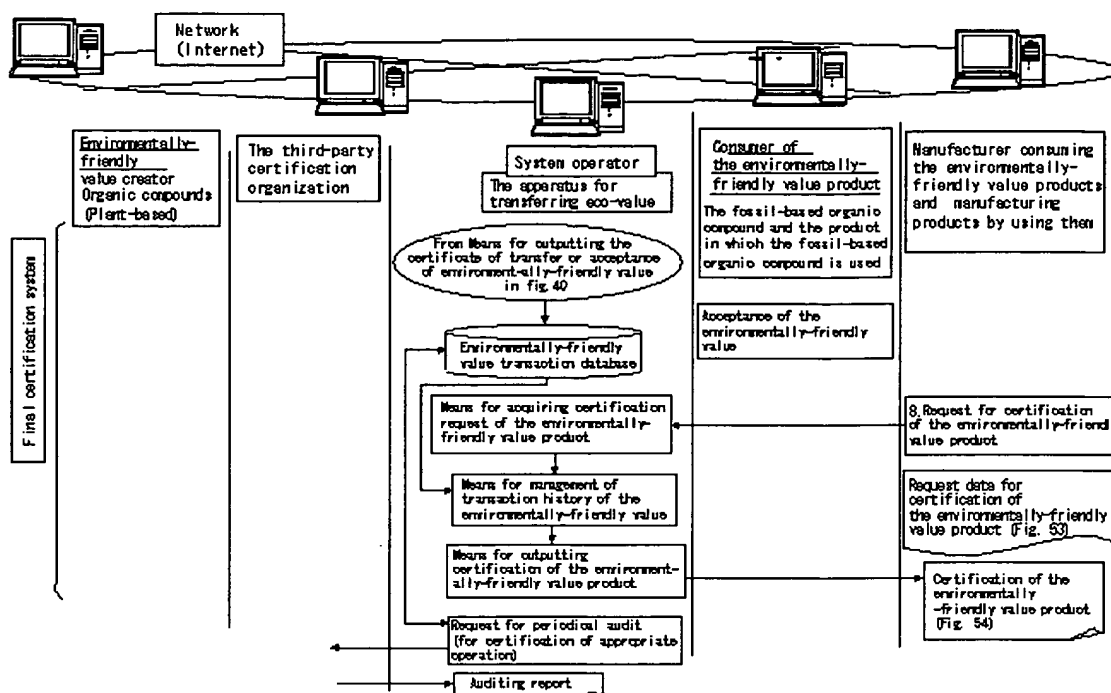 Network
(Internet)
Environmentally-
friendly
value creator
Organic compounds
(Plant-based)
The third-party
certification
organization
System operator
The apparatus for
transferring eco-value
Consumer of
the environmentally-
friendly value product
The fossil-based organic
compound and the product
in which the fossil-based
organic compound is used
Manufacturer consuming
the environmentally-
friendly value products
and manufacturing
products by using them
Final certification system
From Means for outputting the
certificate of transfer or acceptance
of environment-ally-friendly value
in fig.40
Acceptance of the
environmentally-friendly
value
Environmentally-friendly
value transaction database
Means for acquiring certification
request of the environmentally-
friendly value product
8.Request for certification
of the environmentally-friendl
value product
Means for management of
transaction history of the
environmentally-friendly value
Request data for
certification of
the environmentally-friendly
value product (Fig. 53)
Means for outputting
certification of the environment-
ally-friendly value product
Certification of the
environmentally
-friendly value product
(Fig. 54)
Request for periodical audit
(for certification of appropriate
operation)
Auditing report